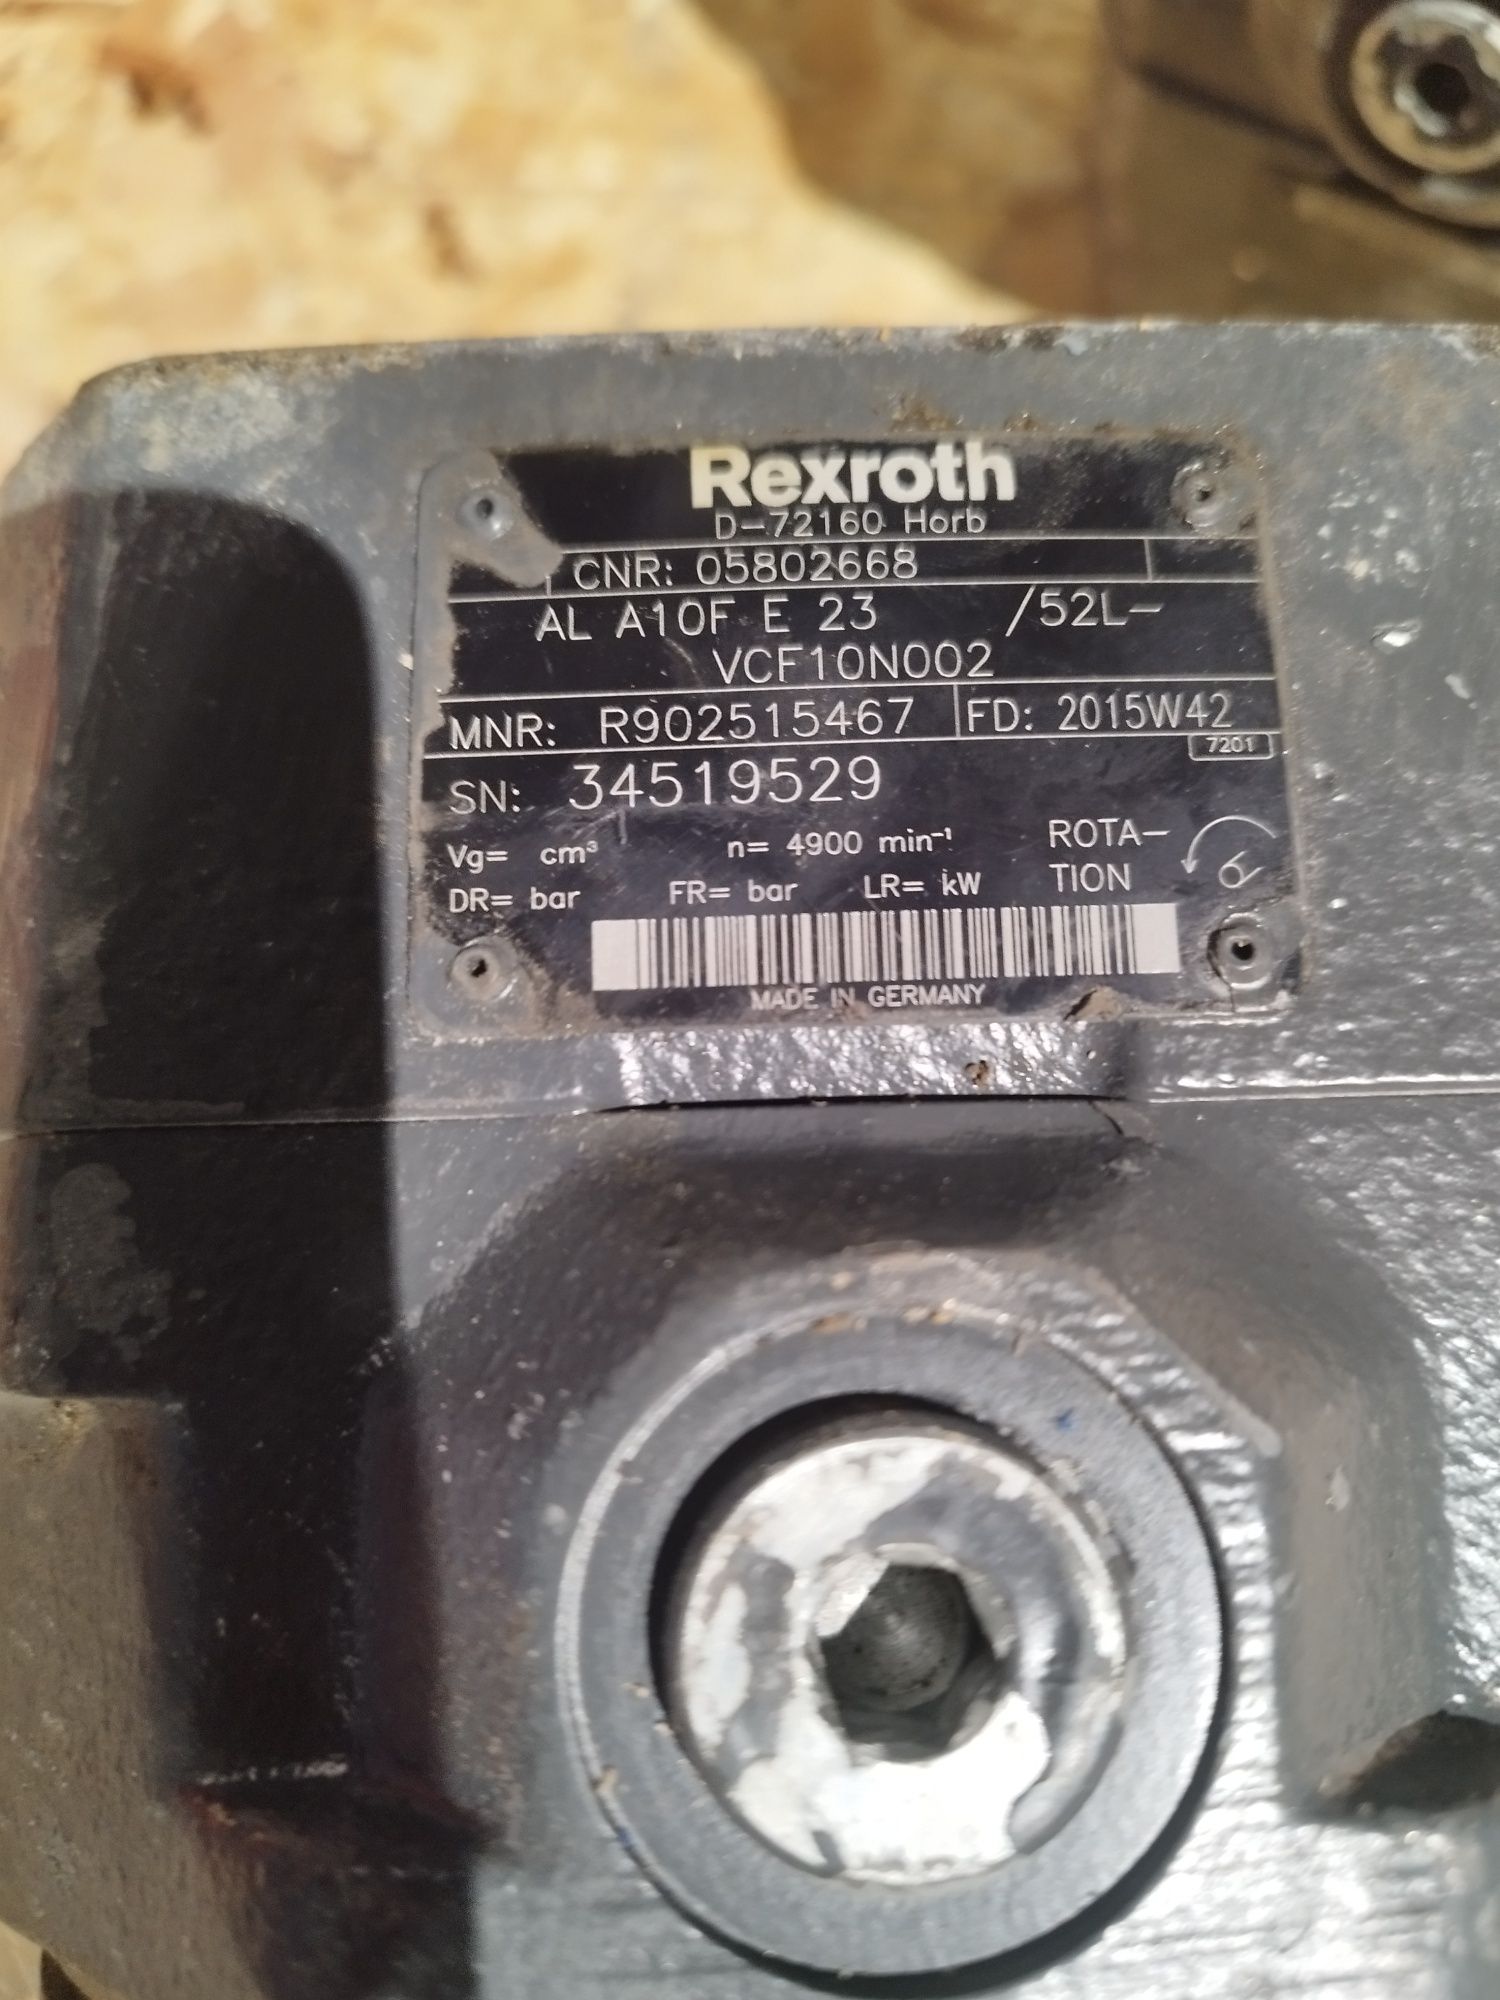 Rexroth
D-72160 Horb
CNR: 05802668
AL A10F E 23 /52L-
VCF10N002
MNR: R902515467 FD: 2015W42
7201
SN: 34519529
Vg= cm³ n= 4900 min⁻¹ ROTA-
DR= bar FR= bar LR= kW TION
MADE IN GERMANY